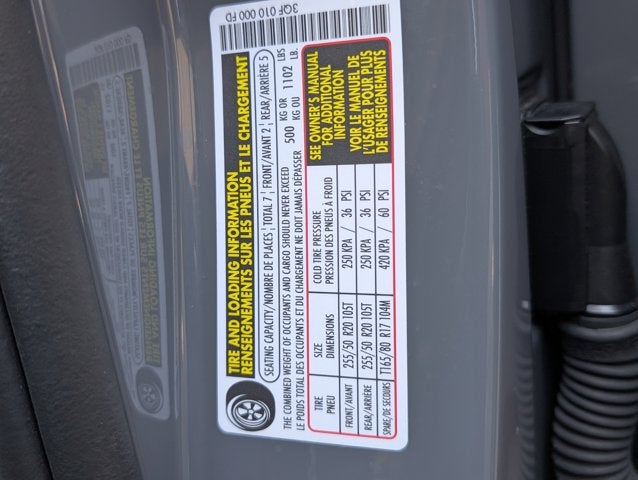 3QF 010 000 FD
TIRE AND LOADING INFORMATION
RENSEIGNEMENTS SUR LES PNEUS ET LE CHARGEMENT
SEATING CAPACITY/NOMBRE DE PLACES TOTAL 7 FRONT/AVANT 2 REAR/ARRIÈRE 5
THE COMBINED WEIGHT OF OCCUPANTS AND CARGO SHOULD NEVER EXCEED 500 KG OR 1102 LBS
LE POIDS TOTAL DES OCCUPANTS ET DU CHARGEMENT NE DOIT JAMAIS DÉPASSER KG OU LB.
TIRE SIZE COLD TIRE PRESSURE
PNEU DIMENSIONS PRESSION DES PNEUS À FROID
FRONT/AVANT 255/50 R20 105T 250 KPA / 36 PSI
REAR/ARRIÈRE 255/50 R20 105T 250 KPA / 36 PSI
SPARE/DE SECOURS T165/80 R17 104M 420 KPA / 60 PSI
SEE OWNER'S MANUAL
FOR ADDITIONAL
INFORMATION
VOIR LE MANUEL DE
L'USAGER POUR PLUS
DE RENSEIGNEMENTS